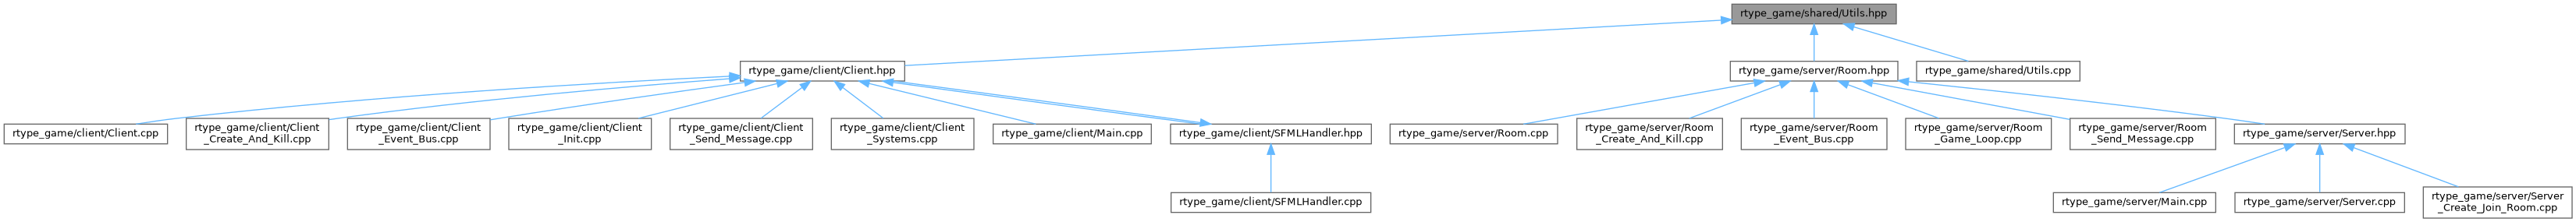 rtype_game/shared/Utils.hpp
rtype_game/client/Client.hpp
rtype_game/server/Room.hpp
rtype_game/shared/Utils.cpp
rtype_game/client/Client.cpp
rtype_game/client/Client
_Create_And_Kill.cpp
rtype_game/client/Client
_Event_Bus.cpp
rtype_game/client/Client
_Init.cpp
rtype_game/client/Client
_Send_Message.cpp
rtype_game/client/Client
_Systems.cpp
rtype_game/client/Main.cpp
rtype_game/client/SFMLHandler.hpp
rtype_game/server/Room.cpp
rtype_game/server/Room
_Create_And_Kill.cpp
rtype_game/server/Room
_Event_Bus.cpp
rtype_game/server/Room
_Game_Loop.cpp
rtype_game/server/Room
_Send_Message.cpp
rtype_game/server/Server.hpp
rtype_game/client/SFMLHandler.cpp
rtype_game/server/Main.cpp
rtype_game/server/Server.cpp
rtype_game/server/Server
_Create_Join_Room.cpp